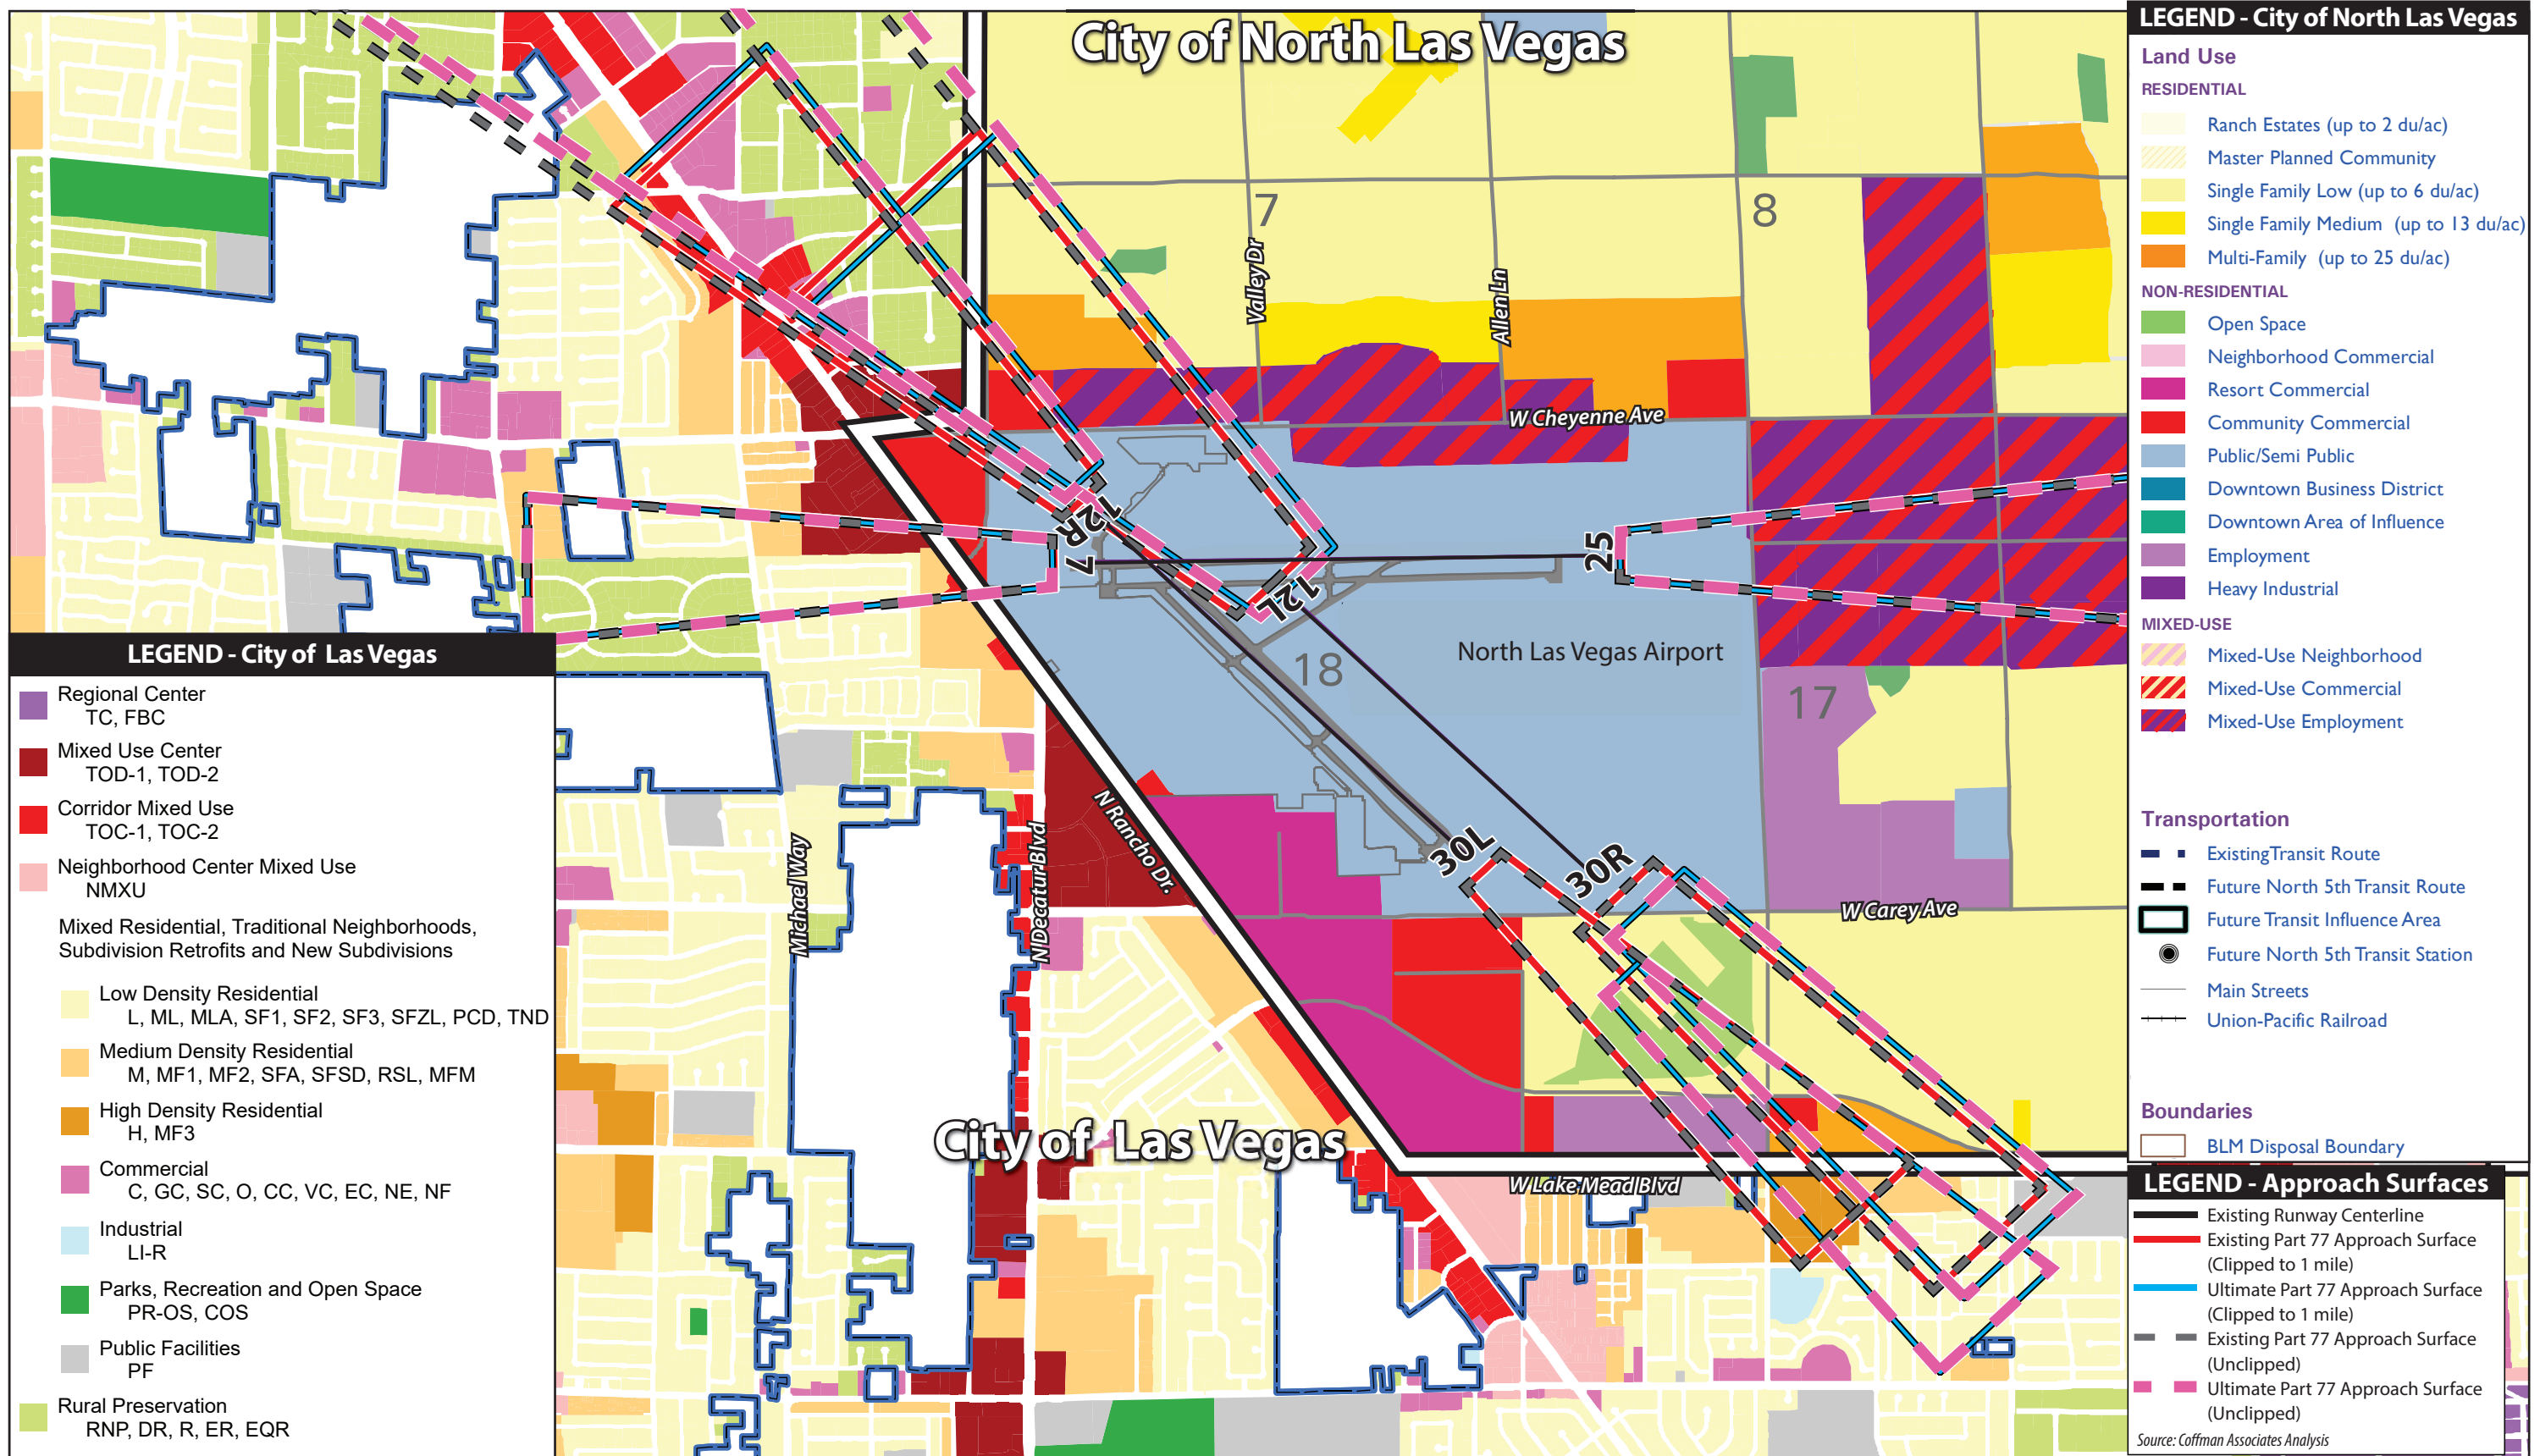 City of North Las Vegas
7
8
Valley Dr
Allen Ln
W Cheyenne Ave
12R
7
12L
25
North Las Vegas Airport
18
17
30L
30R
N Rancho Dr.
Michael Way
N Decatur Blvd
W Carey Ave
City of Las Vegas
W Lake Mead Blvd
LEGEND - City of Las Vegas
Regional Center
TC, FBC
Mixed Use Center
TOD-1, TOD-2
Corridor Mixed Use
TOC-1, TOC-2
Neighborhood Center Mixed Use
NMXU
Mixed Residential, Traditional Neighborhoods,
Subdivision Retrofits and New Subdivisions
Low Density Residential
L, ML, MLA, SF1, SF2, SF3, SFZL, PCD, TND
Medium Density Residential
M, MF1, MF2, SFA, SFSD, RSL, MFM
High Density Residential
H, MF3
Commercial
C, GC, SC, O, CC, VC, EC, NE, NF
Industrial
LI-R
Parks, Recreation and Open Space
PR-OS, COS
Public Facilities
PF
Rural Preservation
RNP, DR, R, ER, EQR
LEGEND - City of North Las Vegas
Land Use
RESIDENTIAL
Ranch Estates (up to 2 du/ac)
Master Planned Community
Single Family Low (up to 6 du/ac)
Single Family Medium (up to 13 du/ac)
Multi-Family (up to 25 du/ac)
NON-RESIDENTIAL
Open Space
Neighborhood Commercial
Resort Commercial
Community Commercial
Public/Semi Public
Downtown Business District
Downtown Area of Influence
Employment
Heavy Industrial
MIXED-USE
Mixed-Use Neighborhood
Mixed-Use Commercial
Mixed-Use Employment
Transportation
ExistingTransit Route
Future North 5th Transit Route
Future Transit Influence Area
Future North 5th Transit Station
Main Streets
Union-Pacific Railroad
Boundaries
BLM Disposal Boundary
LEGEND - Approach Surfaces
Existing Runway Centerline
Existing Part 77 Approach Surface
(Clipped to 1 mile)
Ultimate Part 77 Approach Surface
(Clipped to 1 mile)
Existing Part 77 Approach Surface
(Unclipped)
Ultimate Part 77 Approach Surface
(Unclipped)
Source: Coffman Associates Analysis